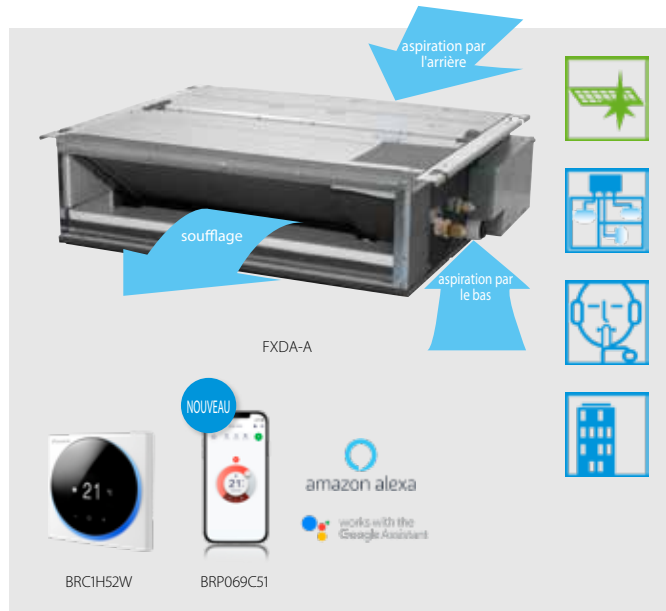 aspiration par
l'arrière
soufflage
aspiration par
le bas
FXDA-A
NOUVEAU
21
21
amazon alexa
works with the
Google Assistant
BRC1H52W
BRP069C51